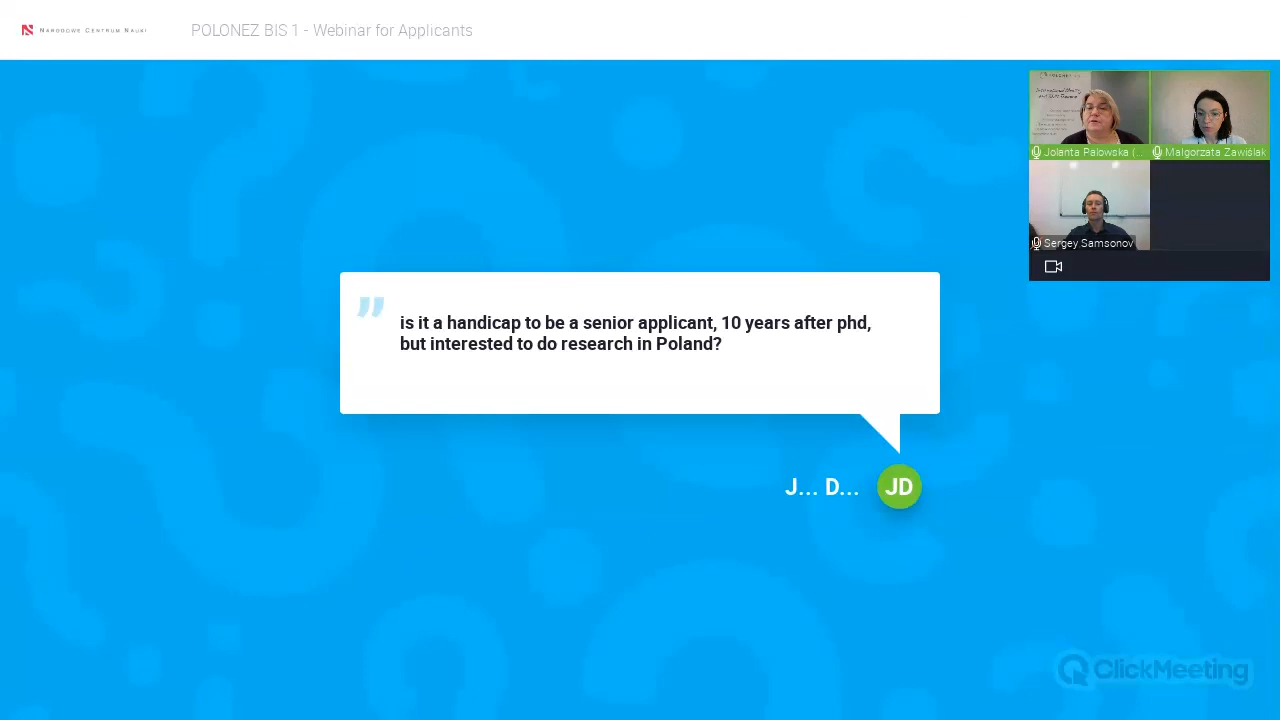 NARODOWE CENTRUM NAUKI
POLONEZ BIS 1 - Webinar for Applicants
Jolanta Palowska (...
Malgorzata Zawiślak
Sergey Samsonov
is it a handicap to be a senior applicant, 10 years after phd,
but interested to do research in Poland?
J... D...
JD
ClickMeeting